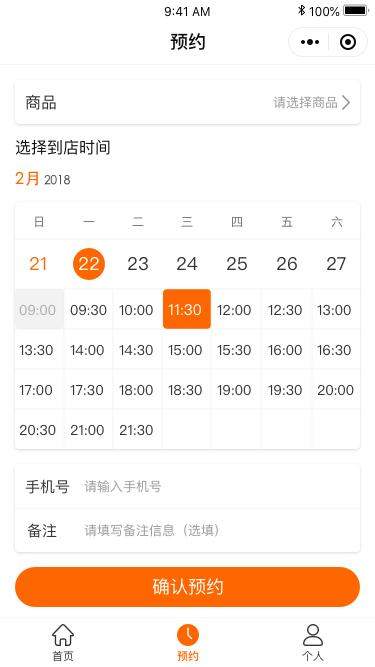 9:41 AM 100%
预约
商品 请选择商品
选择到店时间
2月 2018
日 一 二 三 四 五 六
21 22 23 24 25 26 27
09:00 09:30 10:00 11:30 12:00 12:30 13:00
13:30 14:00 14:30 15:00 15:30 16:00 16:30
17:00 17:30 18:00 18:30 19:00 19:30 20:00
20:30 21:00 21:30
手机号 请输入手机号
备注 请填写备注信息（选填）
确认预约
首页 预约 个人